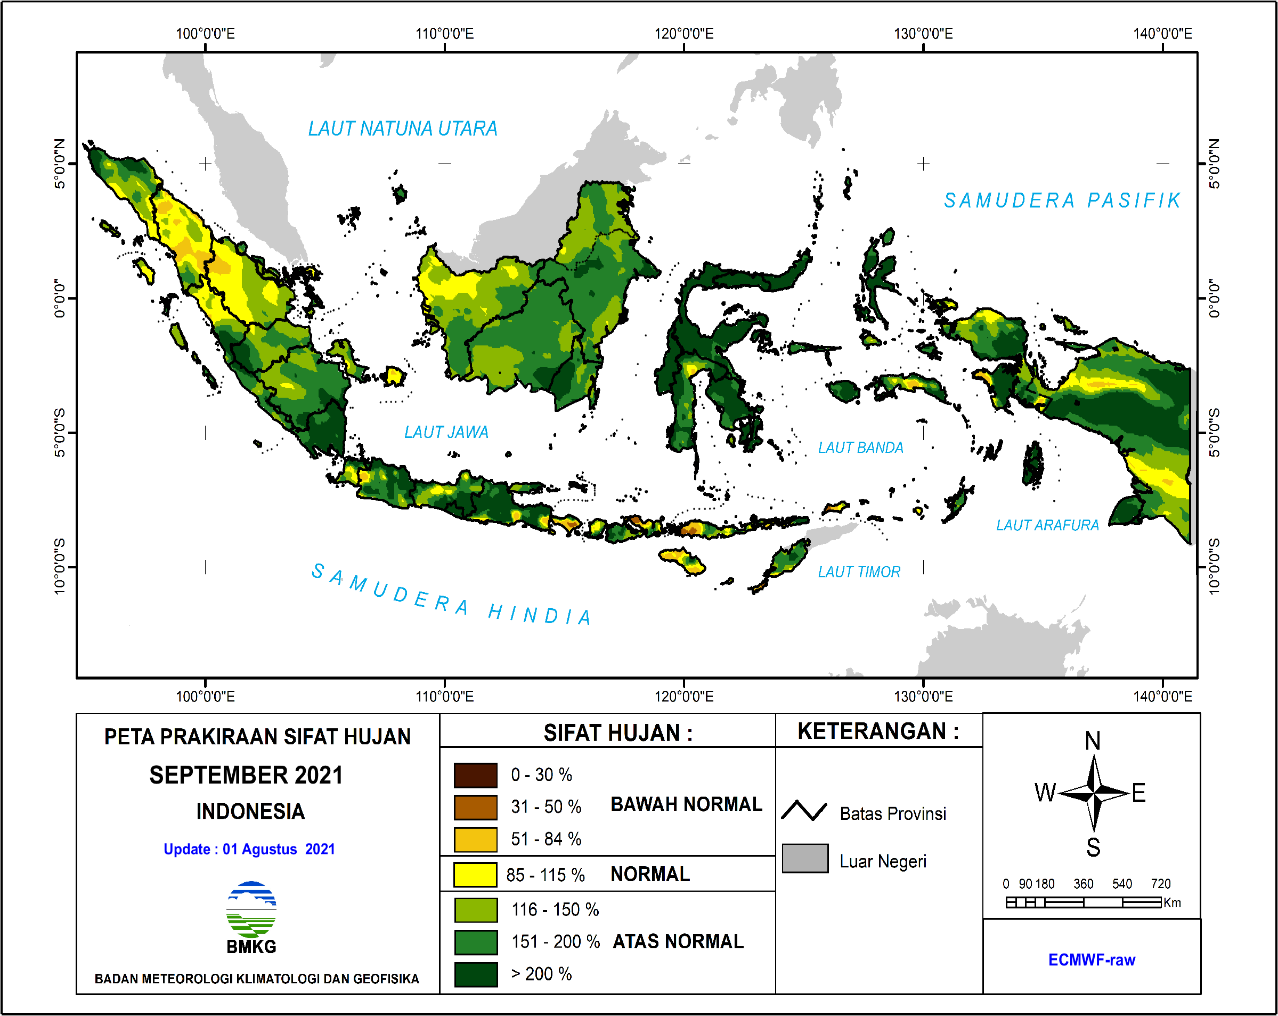 100°0'0"E 110°0'0"E 120°0'0"E 130°0'0"E 140°0'0"E
LAUT NATUNA UTARA
5°0'0"N 5°0'0"N
SAMUDERA PASIFIK
0°0'0" 0°0'0"
LAUT JAWA
5°0'0"S 5°0'0"S
LAUT BANDA
LAUT ARAFURA
10°0'0"S 10°0'0"S
LAUT TIMOR
SAMUDERA HINDIA
100°0'0"E 110°0'0"E 120°0'0"E 130°0'0"E 140°0'0"E
PETA PRAKIRAAN SIFAT HUJAN
SEPTEMBER 2021
INDONESIA
Update : 01 Agustus 2021
BMKG
BADAN METEOROLOGI KLIMATOLOGI DAN GEOFISIKA
SIFAT HUJAN :
0 - 30 %
31 - 50 % BAWAH NORMAL
51 - 84 %
85 - 115 % NORMAL
116 - 150 %
151 - 200 % ATAS NORMAL
> 200 %
KETERANGAN :
Batas Provinsi
Luar Negeri
N
W E
S
0 90 180 360 540 720
Km
ECMWF-raw